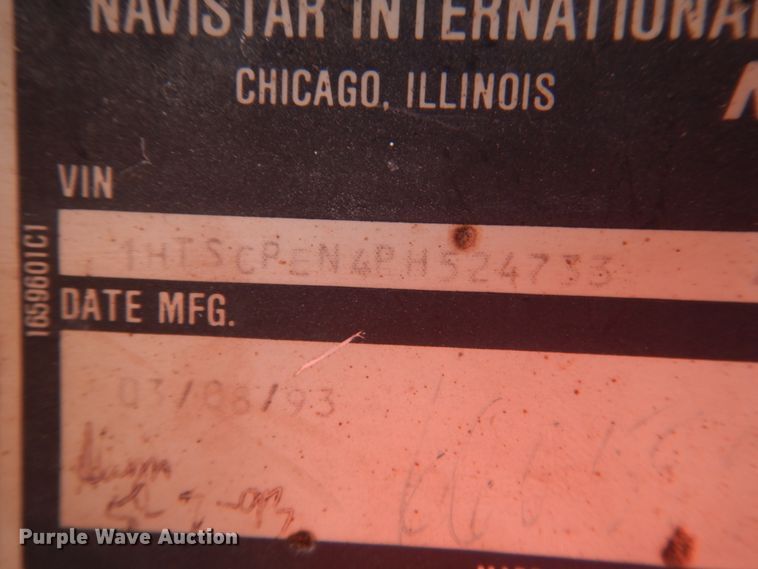 NAVISTAR INTERNATIONAL
CHICAGO, ILLINOIS
VIN
1HTSCPEN4PH524733
1659601C1
DATE MFG.
03/08/93
Purple Wave Auction